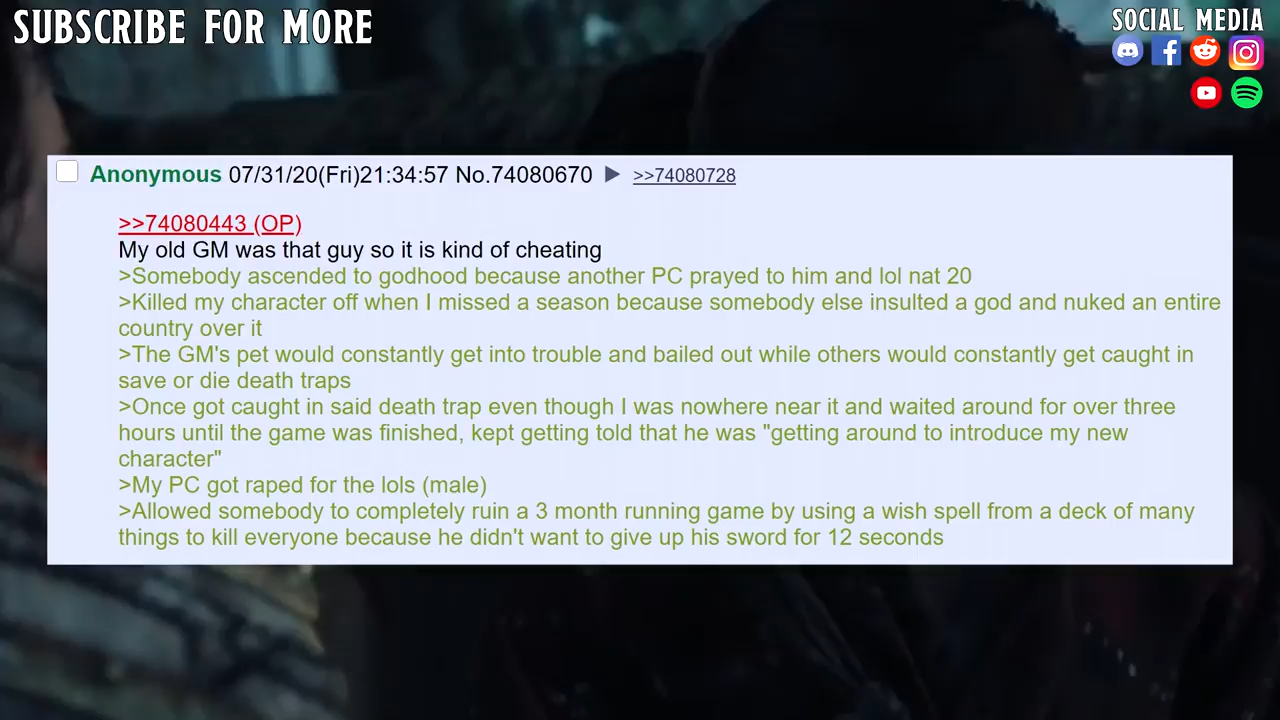 SUBSCRIBE FOR MORE
SOCIAL MEDIA
Anonymous 07/31/20(Fri)21:34:57 No.74080670 ▶ >>74080728
>>74080443 (OP)
My old GM was that guy so it is kind of cheating
>Somebody ascended to godhood because another PC prayed to him and lol nat 20
>Killed my character off when I missed a season because somebody else insulted a god and nuked an entire
country over it
>The GM's pet would constantly get into trouble and bailed out while others would constantly get caught in
save or die death traps
>Once got caught in said death trap even though I was nowhere near it and waited around for over three
hours until the game was finished, kept getting told that he was "getting around to introduce my new
character"
>My PC got raped for the lols (male)
>Allowed somebody to completely ruin a 3 month running game by using a wish spell from a deck of many
things to kill everyone because he didn't want to give up his sword for 12 seconds